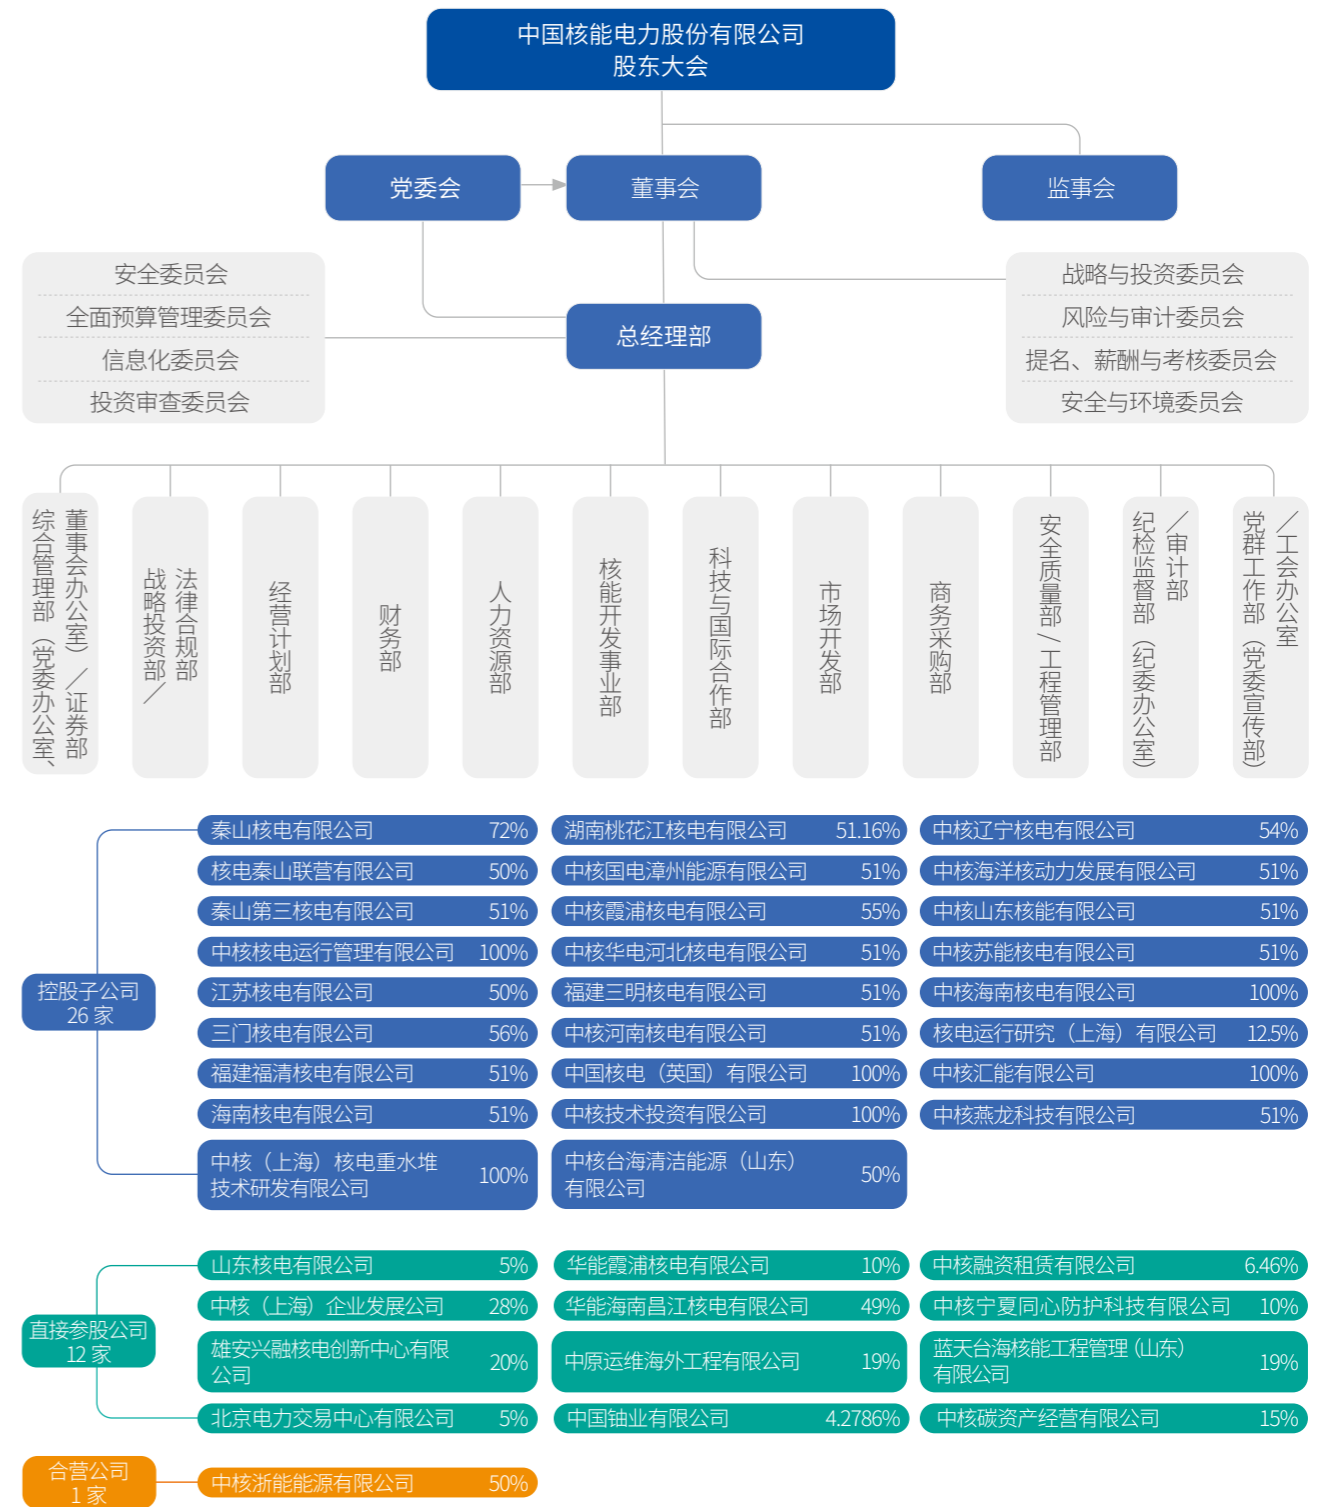 中国核能电力股份有限公司
股东大会
党委会
董事会
监事会
安全委员会
全面预算管理委员会
信息化委员会
投资审查委员会
总经理部
战略与投资委员会
风险与审计委员会
提名、薪酬与考核委员会
安全与环境委员会
综合管理部（党委办公室、
董事会办公室）／证券部
战略投资部／
法律合规部
经营计划部
财务部
人力资源部
核能开发事业部
科技与国际合作部
市场开发部
商务采购部
安全质量部 / 工程管理部
纪检监督部（纪委办公室）
／审计部
党群工作部（党委宣传部）
／工会办公室
控股子公司
26 家
秦山核电有限公司 72%
湖南桃花江核电有限公司 51.16%
中核辽宁核电有限公司 54%
核电秦山联营有限公司 50%
中核国电漳州能源有限公司 51%
中核海洋核动力发展有限公司 51%
秦山第三核电有限公司 51%
中核霞浦核电有限公司 55%
中核山东核能有限公司 51%
中核核电运行管理有限公司 100%
中核华电河北核电有限公司 51%
中核苏能核电有限公司 51%
江苏核电有限公司 50%
福建三明核电有限公司 51%
中核海南核电有限公司 100%
三门核电有限公司 56%
中核河南核电有限公司 51%
核电运行研究（上海）有限公司 12.5%
福建福清核电有限公司 51%
中国核电（英国）有限公司 100%
中核汇能有限公司 100%
海南核电有限公司 51%
中核技术投资有限公司 100%
中核燕龙科技有限公司 51%
中核（上海）核电重水堆
技术研发有限公司 100%
中核台海清洁能源（山东）
有限公司 50%
直接参股公司
12 家
山东核电有限公司 5%
华能霞浦核电有限公司 10%
中核融资租赁有限公司 6.46%
中核（上海）企业发展公司 28%
华能海南昌江核电有限公司 49%
中核宁夏同心防护科技有限公司 10%
雄安兴融核电创新中心有限
公司 20%
中原运维海外工程有限公司 19%
蓝天台海核能工程管理（山东）
有限公司 19%
北京电力交易中心有限公司 5%
中国铀业有限公司 4.2786%
中核碳资产经营有限公司 15%
合营公司
1 家
中核浙能能源有限公司 50%